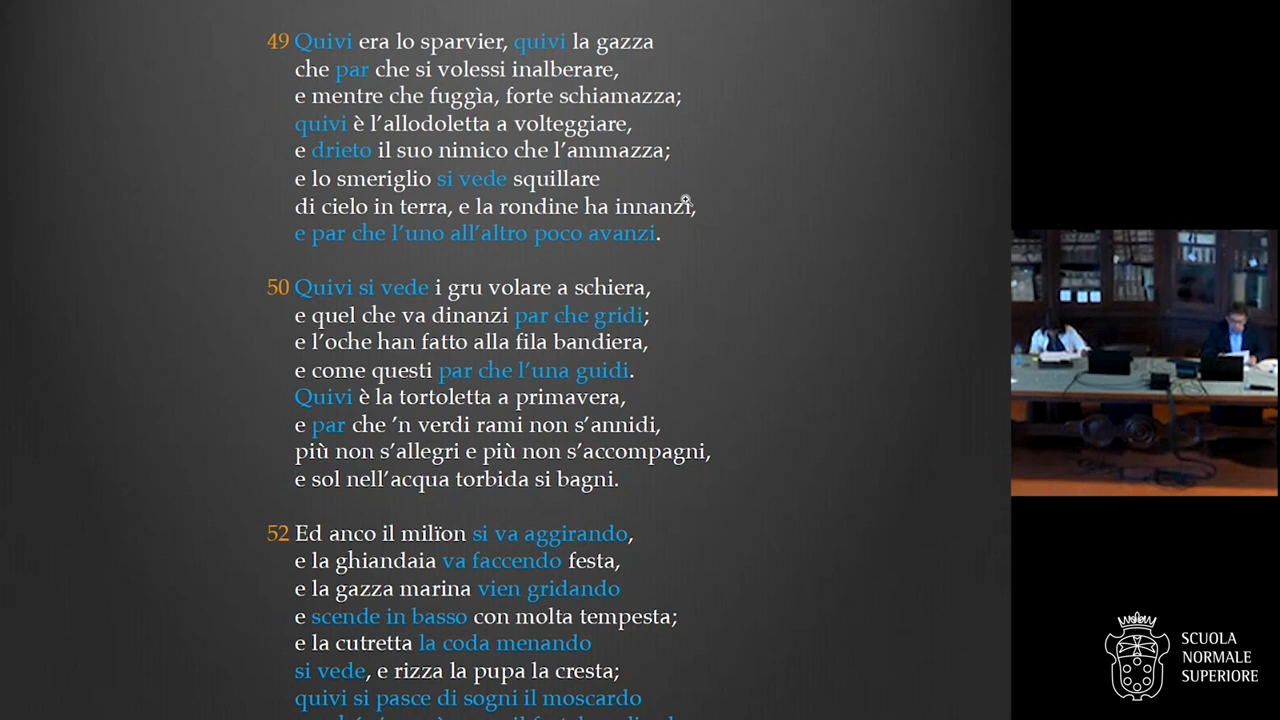 49 Quivi era lo sparvier, quivi la gazza
che par che si volessi inalberare,
e mentre che fuggìa, forte schiamazza;
quivi è l’allodoletta a volteggiare,
e drieto il suo nimico che l’ammazza;
e lo smeriglio si vede squillare
di cielo in terra, e la rondine ha innanzi,
e par che l’uno all’altro poco avanzi.
50 Quivi si vede i gru volare a schiera,
e quel che va dinanzi par che gridi;
e l’oche han fatto alla fila bandiera,
e come questi par che l’una guidi.
Quivi è la tortoletta a primavera,
e par che ’n verdi rami non s’annidi,
più non s’allegri e più non s’accompagni,
e sol nell’acqua torbida si bagni.
52 Ed anco il milïon si va aggirando,
e la ghiandaia va faccendo festa,
e la gazza marina vien gridando
e scende in basso con molta tempesta;
e la cutretta la coda menando
si vede, e rizza la pupa la cresta;
quivi si pasce di sogni il moscardo
SCUOLA
NORMALE
SUPERIORE